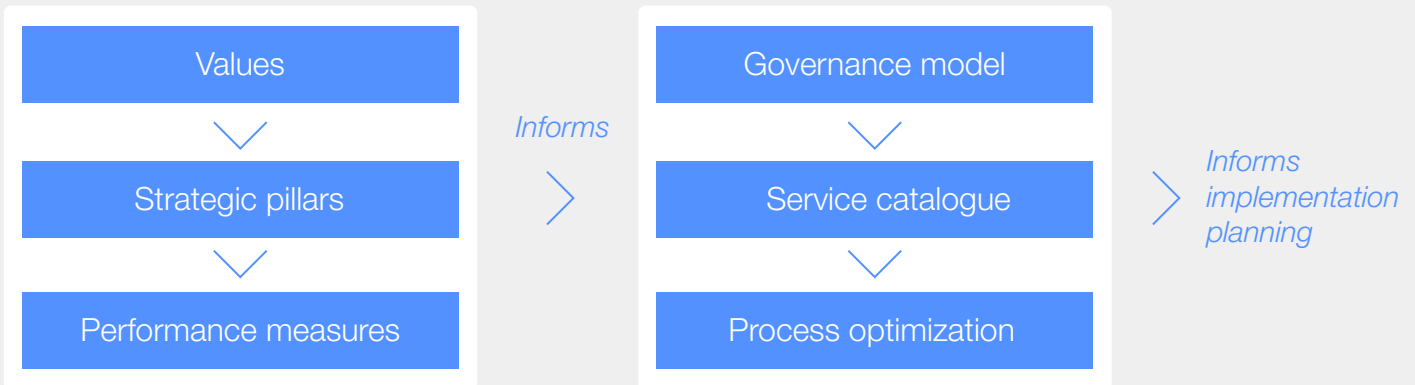 Values
Strategic pillars
Performance measures
Informs
Governance model
Service catalogue
Process optimization
Informs
implementation
planning